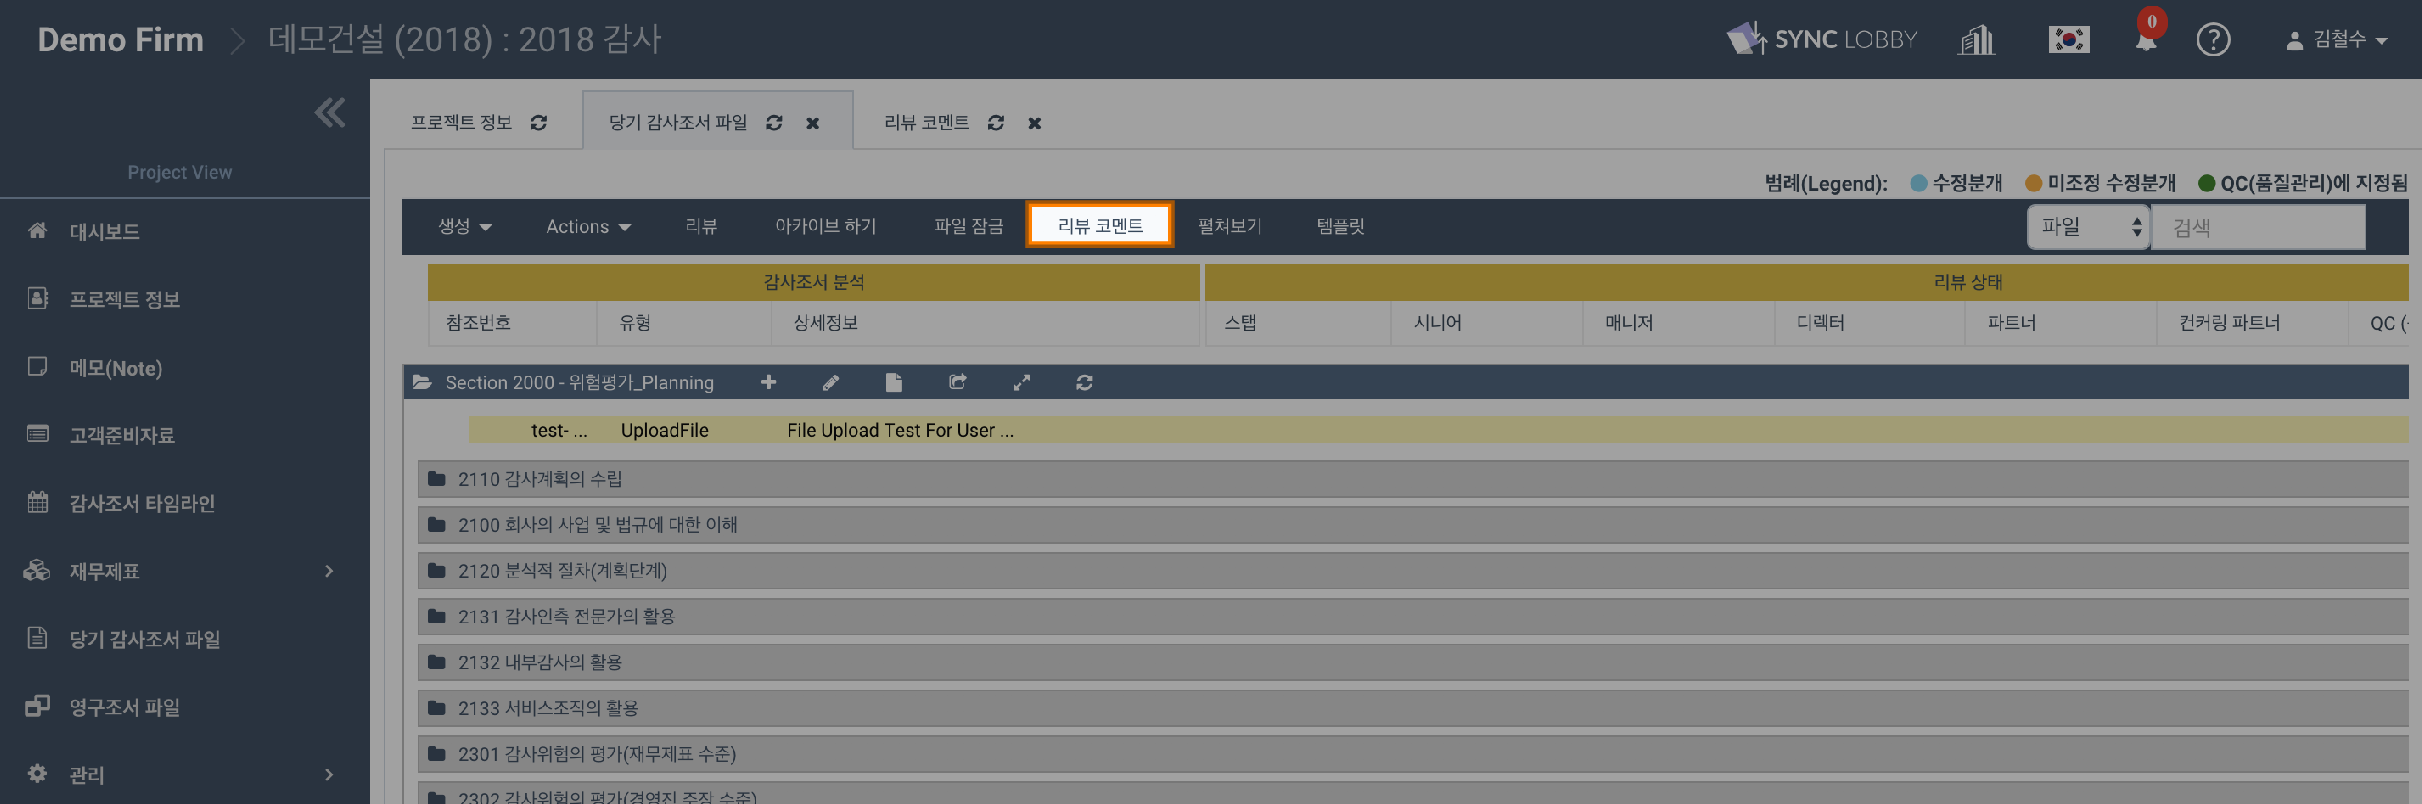 Demo Firm 데모건설 (2018) : 2018 감사
SYNC LOBBY
0
김철수
Project View
대시보드
프로젝트 정보
메모(Note)
고객준비자료
감사조서 타임라인
재무제표
당기 감사조서 파일
영구조서 파일
관리
프로젝트 정보
당기 감사조서 파일
리뷰 코멘트
범례(Legend): 수정분개 미조정 수정분개 QC(품질관리)에 지정됨
생성 Actions 리뷰 아카이브 하기 파일 잠금 리뷰 코멘트 펼쳐보기 템플릿
파일 검색
감사조서 분석 리뷰 상태
참조번호 유형 상세정보 스탭 시니어 매니저 디렉터 파트너 컨커링 파트너 QC (
Section 2000 - 위험평가_Planning
test- ... UploadFile File Upload Test For User ...
2110 감사계획의 수립
2100 회사의 사업 및 법규에 대한 이해
2120 분석적 절차(계획단계)
2131 감사인측 전문가의 활용
2132 내부감사의 활용
2133 서비스조직의 활용
2301 감사위험의 평가(재무제표 수준)
2302 감사위험의 평가(경영진 주장 수준)